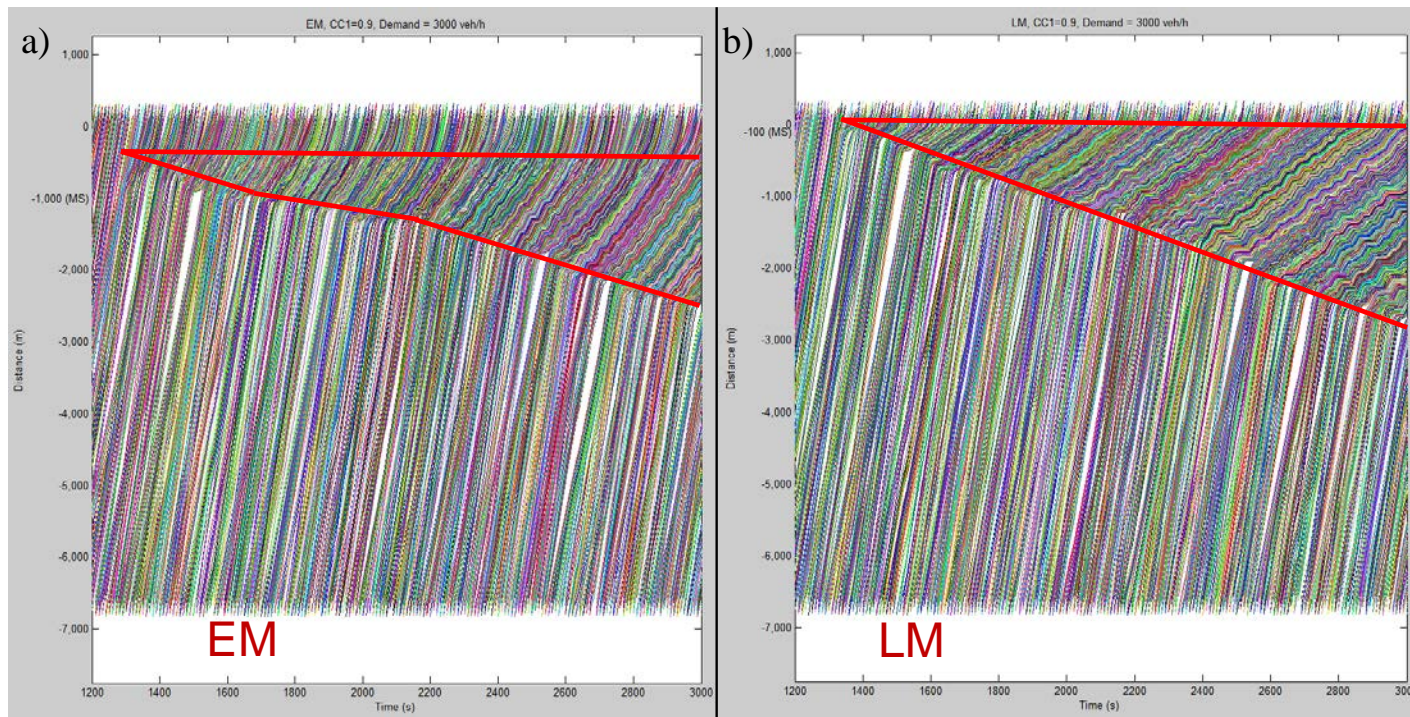 a)
EM, CC1=0.9, Demand = 3000 veh/h
1,000
0
-1,000 (MS)
-2,000
-3,000
-4,000
-5,000
-6,000
-7,000
Distance (m)
1200 1400 1600 1800 2000 2200 2400 2600 2800 3000
Time (s)
EM
b)
LM, CC1=0.9, Demand = 3000 veh/h
1,000
0
-100 (MS)
-1,000
-2,000
-3,000
-4,000
-5,000
-6,000
-7,000
Distance (m)
1200 1400 1600 1800 2000 2200 2400 2600 2800 300
Time (s)
LM